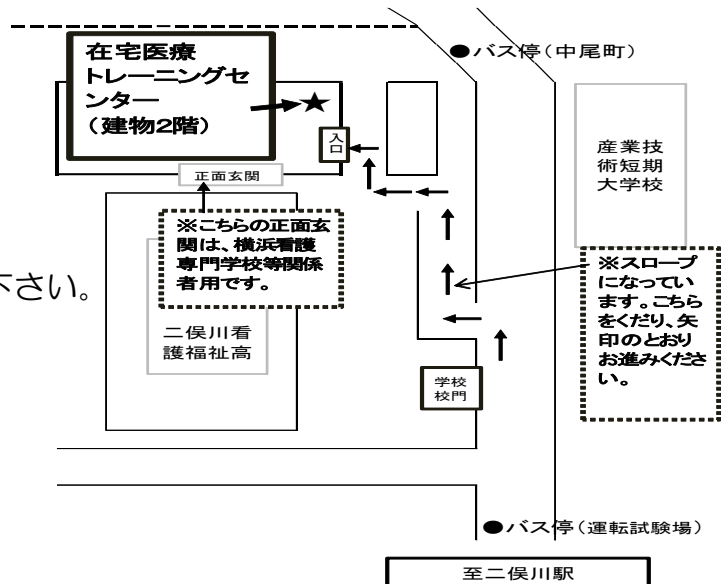 在宅医療
トレーニングセ
ンター
(建物2階)
★
●バス停(中尾町)
入口
正面玄関
産業技
術短期
大学校
※こちらの正面玄
関は、横浜看護
専門学校等関係
者用です。
下さい。
※スロープ
になってい
ます。こちら
をくだり、矢
印のとおり
お進みくださ
い。
二俣川看
護福祉高
学校
校門
●バス停(運転試験場)
至二俣川駅